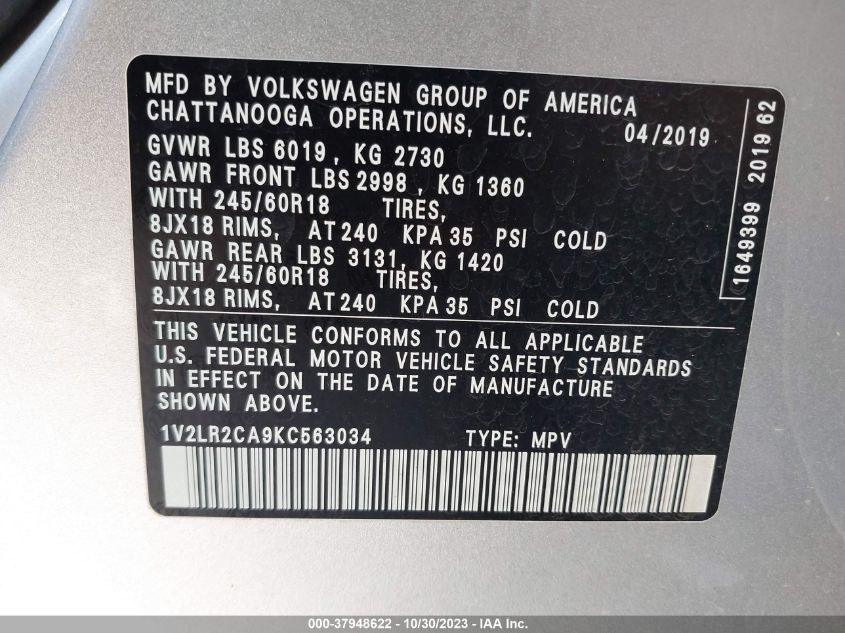 MFD BY VOLKSWAGEN GROUP OF AMERICA
CHATTANOOGA OPERATIONS, LLC. 04/2019
GVWR LBS 6019, KG 2730
GAWR FRONT LBS 2998, KG 1360
WITH 245/60R18 TIRES,
8JX18 RIMS, AT 240 KPA 35 PSI COLD
GAWR REAR LBS 3131, KG 1420
WITH 245/60R18 TIRES,
8JX18 RIMS, AT 240 KPA 35 PSI COLD
THIS VEHICLE CONFORMS TO ALL APPLICABLE
U.S. FEDERAL MOTOR VEHICLE SAFETY STANDARDS
IN EFFECT ON THE DATE OF MANUFACTURE
SHOWN ABOVE.
1V2LR2CA9KC563034 TYPE: MPV
1649399 2019 62
000-37948622 - 10/30/2023 - IAA Inc.